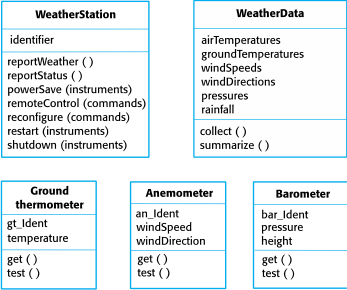 WeatherStation
identifier
reportWeather ( )
reportStatus ( )
powerSave (instruments)
remoteControl (commands)
reconfigure (commands)
restart (instruments)
shutdown (instruments)
WeatherData
airTemperatures
groundTemperatures
windSpeeds
windDirections
pressures
rainfall
collect ( )
summarize ( )
Ground
thermometer
gt_Ident
temperature
get ( )
test ( )
Anemometer
an_Ident
windSpeed
windDirection
get ( )
test ( )
Barometer
bar_Ident
pressure
height
get ( )
test ( )